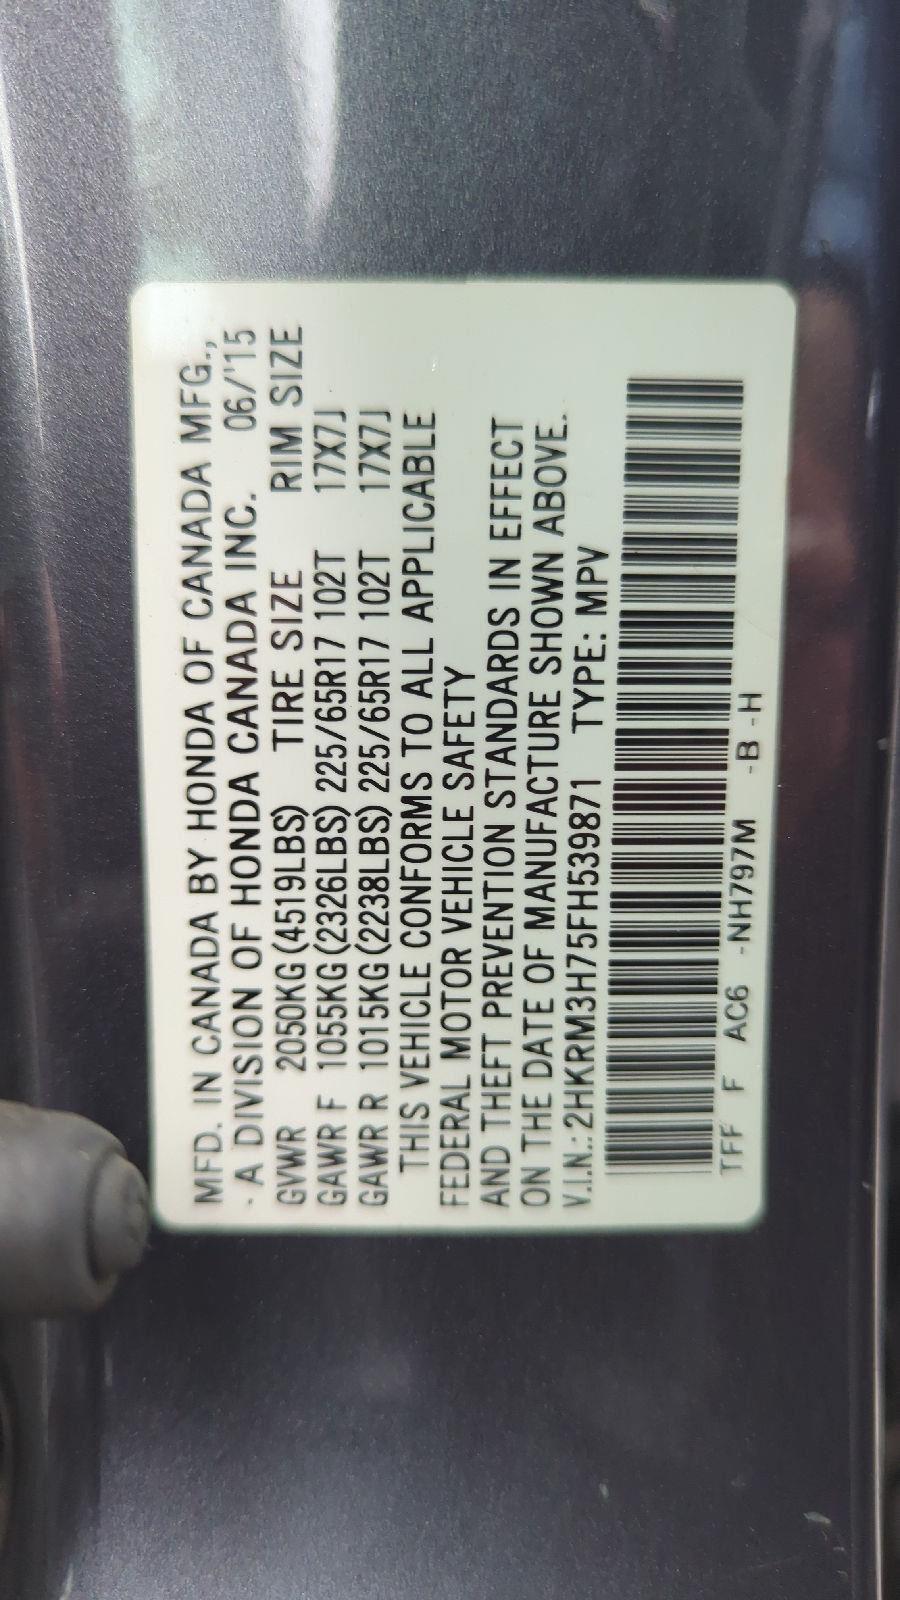 MFD. IN CANADA BY HONDA OF CANADA MFG.,
A DIVISION OF HONDA CANADA INC. 06/'15
GVWR 2050KG(4519LBS) TIRE SIZE RIM SIZE
GAWR F 1055KG(2326LBS) 225/65R17 102T 17X7J
GAWR R 1015KG(2238LBS) 225/65R17 102T 17X7J
THIS VEHICLE CONFORMS TO ALL APPLICABLE
FEDERAL MOTOR VEHICLE SAFETY
AND THEFT PREVENTION STANDARDS IN EFFECT
ON THE DATE OF MANUFACTURE SHOWN ABOVE.
V.I.N.:2HKRM3H75FH539871 TYPE: MPV
TFF F AC6 -NH797M -B -H